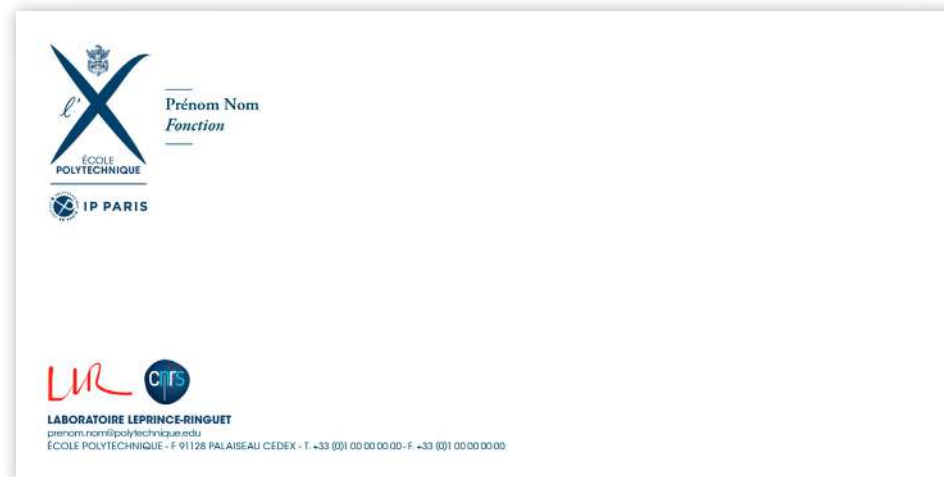 l'X
ÉCOLE
POLYTECHNIQUE
IP PARIS
Prénom Nom
Fonction
LLR
cnrs
LABORATOIRE LEPRINCE-RINGUET
prenom.nom@polytechnique.edu
ÉCOLE POLYTECHNIQUE - F 91128 PALAISEAU CEDEX - T. +33 (0)1 00 00 00 00 - F. +33 (0)1 00 00 00 00